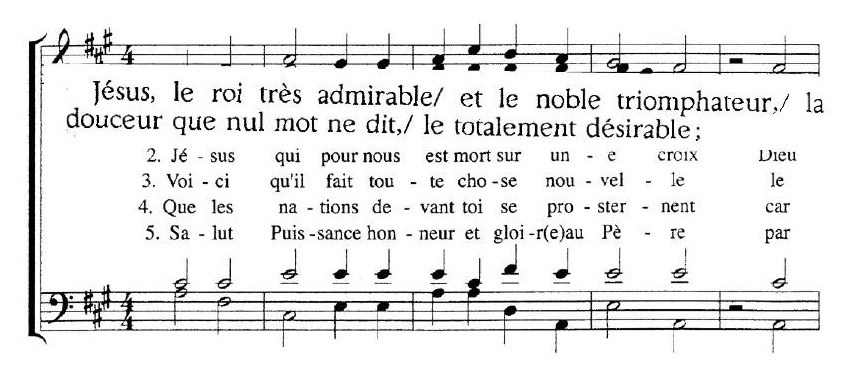 Jésus, le roi très admirable/ et le noble triomphateur,/ la
douceur que nul mot ne dit,/ le totalement désirable;
2. Jé - sus qui pour nous est mort sur un - e croix Dieu
3. Voi - ci qu'il fait tou - te cho - se nou - vel - le le
4. Que les na - tions de - vant toi se pro - ster - nent car
5. Sa - lut Puis - sance hon - neur et gloi - r(e)au Pè - re par